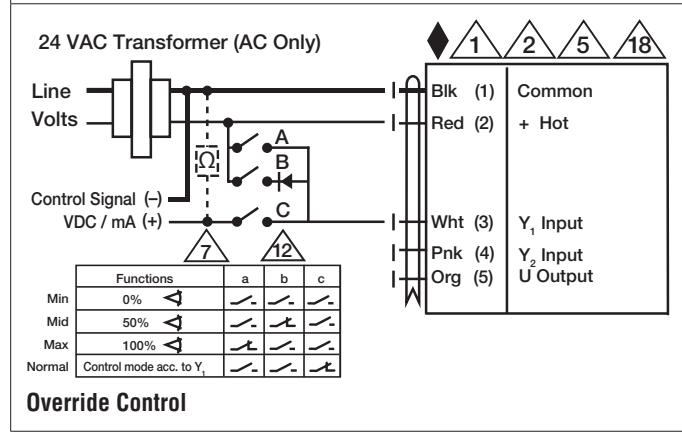 24 VAC Transformer (AC Only)
1 2 5 18
Line
Volts
Blk (1) Common
Red (2) + Hot
A
B
Ω
C
Control Signal (–)
VDC / mA (+)
Wht (3) Y1 Input
Pnk (4) Y2 Input
Org (5) U Output
7 12
Functions a b c
Min 0%
Mid 50%
Max 100%
Normal Control mode acc. to Y1
Override Control